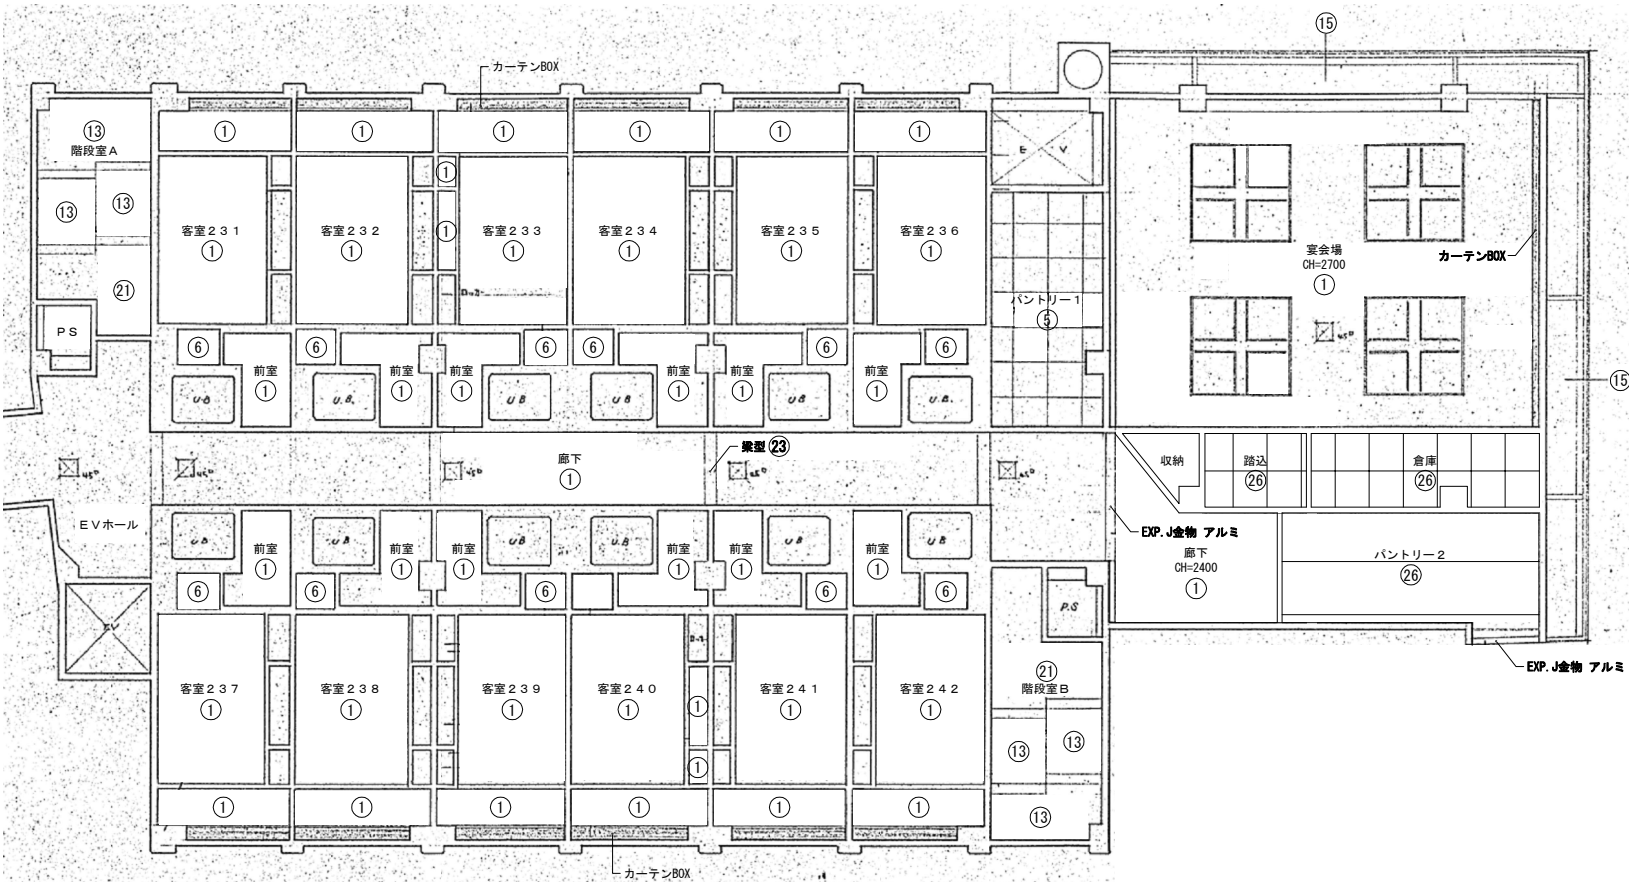 ⑮
カーテンBOX
① ① ① ① ① ①
⑬
階段室A
⑬ ⑬
㉑
PS
客室231
①
客室232
①
①
①
客室233
①
客室234
①
客室235
①
客室236
①
E V
パントリー1
⑤
宴会場
CH=2700
①
カーテンBOX
450
⑮
⑥ ⑥ ⑥ ⑥ ⑥ ⑥
前室
①
前室
①
前室
①
前室
①
前室
①
前室
①
U.B U.B. U B U B U B U.B.
梁型 ㉓
廊下
①
450 450 450 450 450
収納
踏込
㉖
倉庫
㉖
EVホール
EXP.J金物 アルミ
廊下
CH=2400
①
パントリー2
㉖
U.B U.B U.B U.B U B U B
前室
①
前室
①
前室
①
前室
①
前室
①
前室
①
⑥ ⑥ ⑥ ⑥ ⑥
EV
P.S
EXP.J金物 アルミ
客室237
①
客室238
①
客室239
①
客室240
①
①
①
客室241
①
客室242
①
㉑
階段室B
⑬ ⑬
⑬
① ① ① ① ① ①
カーテンBOX